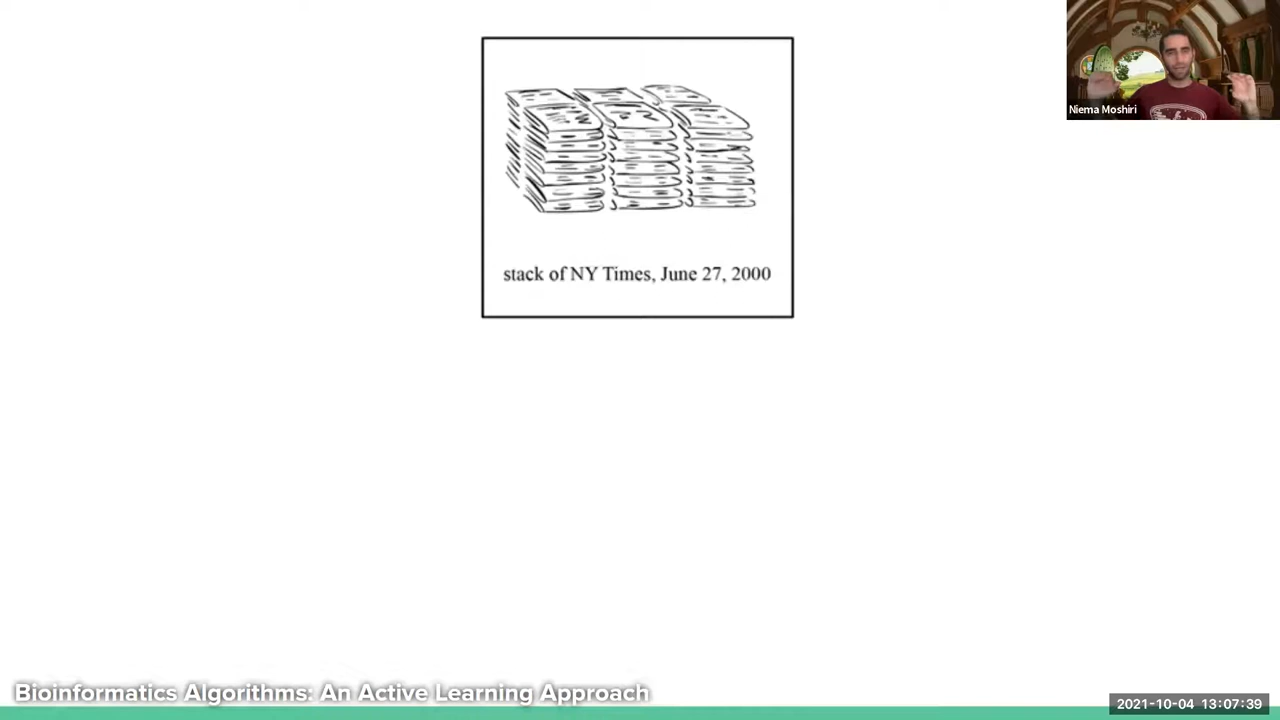 Niema Moshiri
stack of NY Times, June 27, 2000
Bioinformatics Algorithms: An Active Learning Approach
2021-10-04 13:07:39